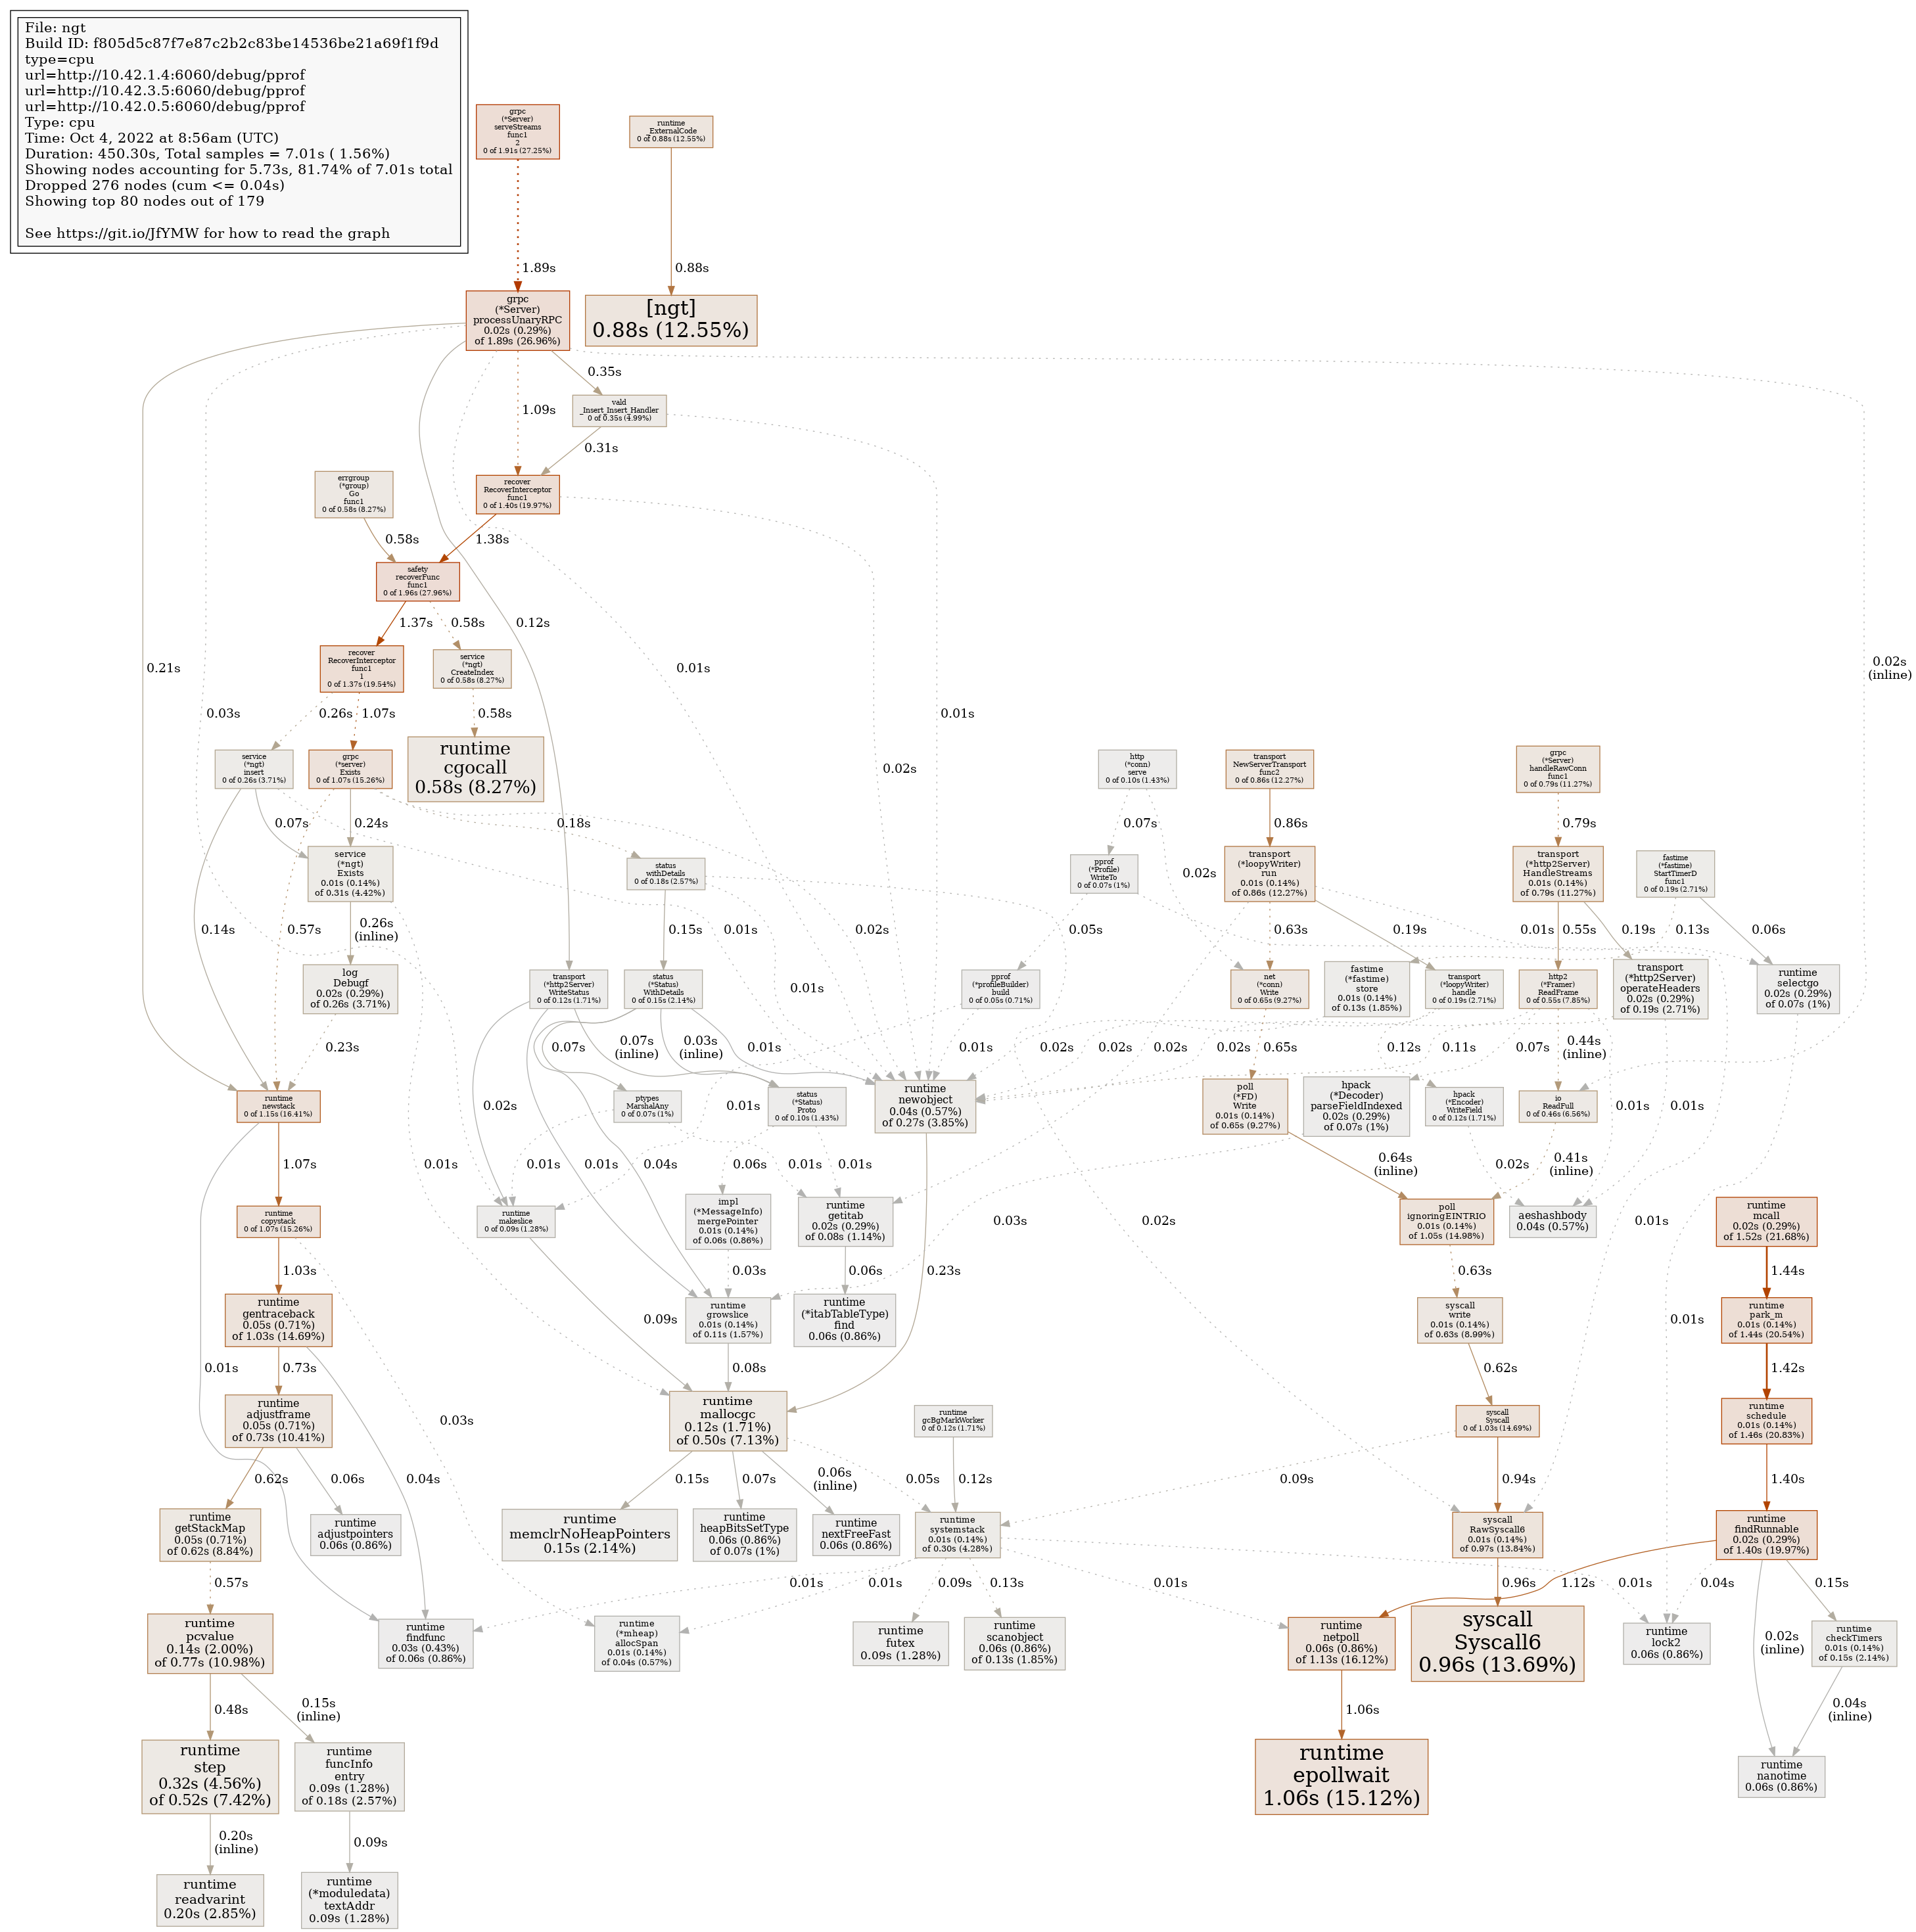 File: ngt
Build ID: f805d5c87f7e87c2b2c83be14536be21a69f1f9d
type=cpu
url=http://10.42.1.4:6060/debug/pprof
url=http://10.42.3.5:6060/debug/pprof
url=http://10.42.0.5:6060/debug/pprof
Type: cpu
Time: Oct 4, 2022 at 8:56am (UTC)
Duration: 450.30s, Total samples = 7.01s ( 1.56%)
Showing nodes accounting for 5.73s, 81.74% of 7.01s total
Dropped 276 nodes (cum <= 0.04s)
Showing top 80 nodes out of 179
See https://git.io/JfYMW for how to read the graph
grpc
(*Server)
serveStreams
func1
2
0 of 1.91s (27.25%)
runtime
_ExternalCode
0 of 0.88s (12.55%)
1.89s
0.88s
grpc
(*Server)
processUnaryRPC
0.02s (0.29%)
of 1.89s (26.96%)
[ngt]
0.88s (12.55%)
0.35s
1.09s
vald
_Insert_Insert_Handler
0 of 0.35s (4.99%)
0.31s
errgroup
(*group)
Go
func1
0 of 0.58s (8.27%)
recover
RecoverInterceptor
func1
0 of 1.40s (19.97%)
0.58s
1.38s
safety
recoverFunc
func1
0 of 1.96s (27.96%)
1.37s
0.58s
0.12s
recover
RecoverInterceptor
func1
1
0 of 1.37s (19.54%)
service
(*ngt)
CreateIndex
0 of 0.58s (8.27%)
0.21s
0.01s
0.02s
(inline)
0.03s
0.26s
1.07s
0.58s
0.01s
service
(*ngt)
insert
0 of 0.26s (3.71%)
grpc
(*server)
Exists
0 of 1.07s (15.26%)
runtime
cgocall
0.58s (8.27%)
0.02s
http
(*conn)
serve
0 of 0.10s (1.43%)
transport
NewServerTransport
func2
0 of 0.86s (12.27%)
grpc
(*Server)
handleRawConn
func1
0 of 0.79s (11.27%)
0.07s
0.24s
0.18s
0.07s
0.86s
0.79s
service
(*ngt)
Exists
0.01s (0.14%)
of 0.31s (4.42%)
status
withDetails
0 of 0.18s (2.57%)
pprof
(*Profile)
WriteTo
0 of 0.07s (1%)
0.02s
transport
(*loopyWriter)
run
0.01s (0.14%)
of 0.86s (12.27%)
transport
(*http2Server)
HandleStreams
0.01s (0.14%)
of 0.79s (11.27%)
fastime
(*fastime)
StartTimerD
func1
0 of 0.19s (2.71%)
0.14s
0.57s
0.26s
(inline)
0.15s
0.01s
0.02s
0.05s
0.63s
0.19s
0.01s
0.55s
0.19s
0.13s
0.06s
log
Debugf
0.02s (0.29%)
of 0.26s (3.71%)
transport
(*http2Server)
WriteStatus
0 of 0.12s (1.71%)
status
(*Status)
WithDetails
0 of 0.15s (2.14%)
0.01s
pprof
(*profileBuilder)
build
0 of 0.05s (0.71%)
net
(*conn)
Write
0 of 0.65s (9.27%)
fastime
(*fastime)
store
0.01s (0.14%)
of 0.13s (1.85%)
transport
(*loopyWriter)
handle
0 of 0.19s (2.71%)
http2
(*Framer)
ReadFrame
0 of 0.55s (7.85%)
transport
(*http2Server)
operateHeaders
0.02s (0.29%)
of 0.19s (2.71%)
runtime
selectgo
0.02s (0.29%)
of 0.07s (1%)
0.23s
0.07s
0.07s
(inline)
0.03s
(inline)
0.01s
0.01s
0.02s
0.02s
0.02s
0.02s
0.65s
0.12s
0.11s
0.07s
0.44s
(inline)
runtime
newstack
0 of 1.15s (16.41%)
0.02s
ptypes
MarshalAny
0 of 0.07s (1%)
0.01s
status
(*Status)
Proto
0 of 0.10s (1.43%)
runtime
newobject
0.04s (0.57%)
of 0.27s (3.85%)
poll
(*FD)
Write
0.01s (0.14%)
of 0.65s (9.27%)
hpack
(*Decoder)
parseFieldIndexed
0.02s (0.29%)
of 0.07s (1%)
hpack
(*Encoder)
WriteField
0 of 0.12s (1.71%)
io
ReadFull
0 of 0.46s (6.56%)
0.01s
0.01s
1.07s
0.01s
0.01s
0.01s
0.04s
0.06s
0.01s
0.01s
0.64s
(inline)
0.02s
0.41s
(inline)
runtime
copystack
0 of 1.07s (15.26%)
runtime
makeslice
0 of 0.09s (1.28%)
impl
(*MessageInfo)
mergePointer
0.01s (0.14%)
of 0.06s (0.86%)
runtime
getitab
0.02s (0.29%)
of 0.08s (1.14%)
0.03s
0.02s
poll
ignoringEINTRIO
0.01s (0.14%)
of 1.05s (14.98%)
aeshashbody
0.04s (0.57%)
0.01s
runtime
mcall
0.02s (0.29%)
of 1.52s (21.68%)
1.03s
0.03s
0.06s
0.23s
0.63s
1.44s
runtime
gentraceback
0.05s (0.71%)
of 1.03s (14.69%)
0.09s
runtime
growslice
0.01s (0.14%)
of 0.11s (1.57%)
runtime
(*itabTableType)
find
0.06s (0.86%)
syscall
write
0.01s (0.14%)
of 0.63s (8.99%)
0.01s
runtime
park_m
0.01s (0.14%)
of 1.44s (20.54%)
0.01s
0.73s
0.08s
0.62s
1.42s
runtime
adjustframe
0.05s (0.71%)
of 0.73s (10.41%)
0.03s
runtime
mallocgc
0.12s (1.71%)
of 0.50s (7.13%)
runtime
gcBgMarkWorker
0 of 0.12s (1.71%)
syscall
Syscall
0 of 1.03s (14.69%)
runtime
schedule
0.01s (0.14%)
of 1.46s (20.83%)
0.62s
0.06s
0.04s
0.15s
0.07s
0.06s
(inline)
0.05s
0.12s
0.09s
0.94s
1.40s
runtime
getStackMap
0.05s (0.71%)
of 0.62s (8.84%)
runtime
adjustpointers
0.06s (0.86%)
runtime
memclrNoHeapPointers
0.15s (2.14%)
runtime
heapBitsSetType
0.06s (0.86%)
of 0.07s (1%)
runtime
nextFreeFast
0.06s (0.86%)
runtime
systemstack
0.01s (0.14%)
of 0.30s (4.28%)
syscall
RawSyscall6
0.01s (0.14%)
of 0.97s (13.84%)
runtime
findRunnable
0.02s (0.29%)
of 1.40s (19.97%)
0.57s
0.01s
0.01s
0.09s
0.13s
0.01s
0.96s
1.12s
0.01s
0.04s
0.15s
runtime
pcvalue
0.14s (2.00%)
of 0.77s (10.98%)
runtime
findfunc
0.03s (0.43%)
of 0.06s (0.86%)
runtime
(*mheap)
allocSpan
0.01s (0.14%)
of 0.04s (0.57%)
runtime
futex
0.09s (1.28%)
runtime
scanobject
0.06s (0.86%)
of 0.13s (1.85%)
runtime
netpoll
0.06s (0.86%)
of 1.13s (16.12%)
syscall
Syscall6
0.96s (13.69%)
runtime
lock2
0.06s (0.86%)
0.02s
(inline)
runtime
checkTimers
0.01s (0.14%)
of 0.15s (2.14%)
0.48s
0.15s
(inline)
1.06s
0.04s
(inline)
runtime
step
0.32s (4.56%)
of 0.52s (7.42%)
runtime
funcInfo
entry
0.09s (1.28%)
of 0.18s (2.57%)
runtime
epollwait
1.06s (15.12%)
runtime
nanotime
0.06s (0.86%)
0.20s
(inline)
0.09s
runtime
readvarint
0.20s (2.85%)
runtime
(*moduledata)
textAddr
0.09s (1.28%)